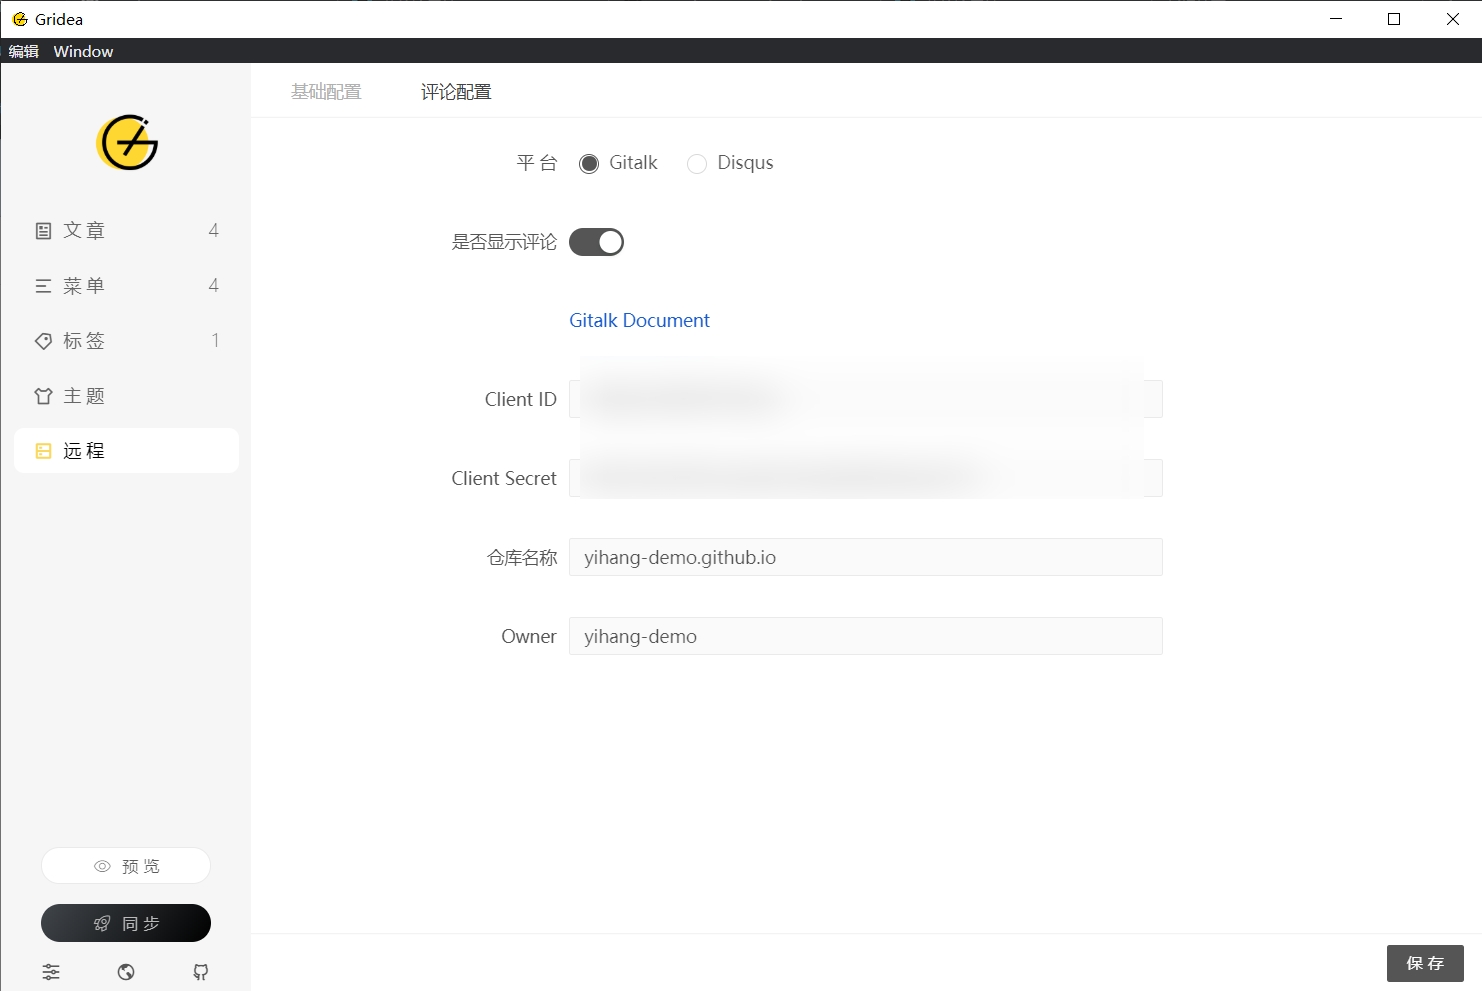 Gridea
编辑 Window
基础配置 评论配置
平台 Gitalk Disqus
文章 4
是否显示评论
菜单 4
Gitalk Document
标签 1
主题
Client ID
远程
Client Secret
仓库名称 yihang-demo.github.io
Owner yihang-demo
预览
同步
保存